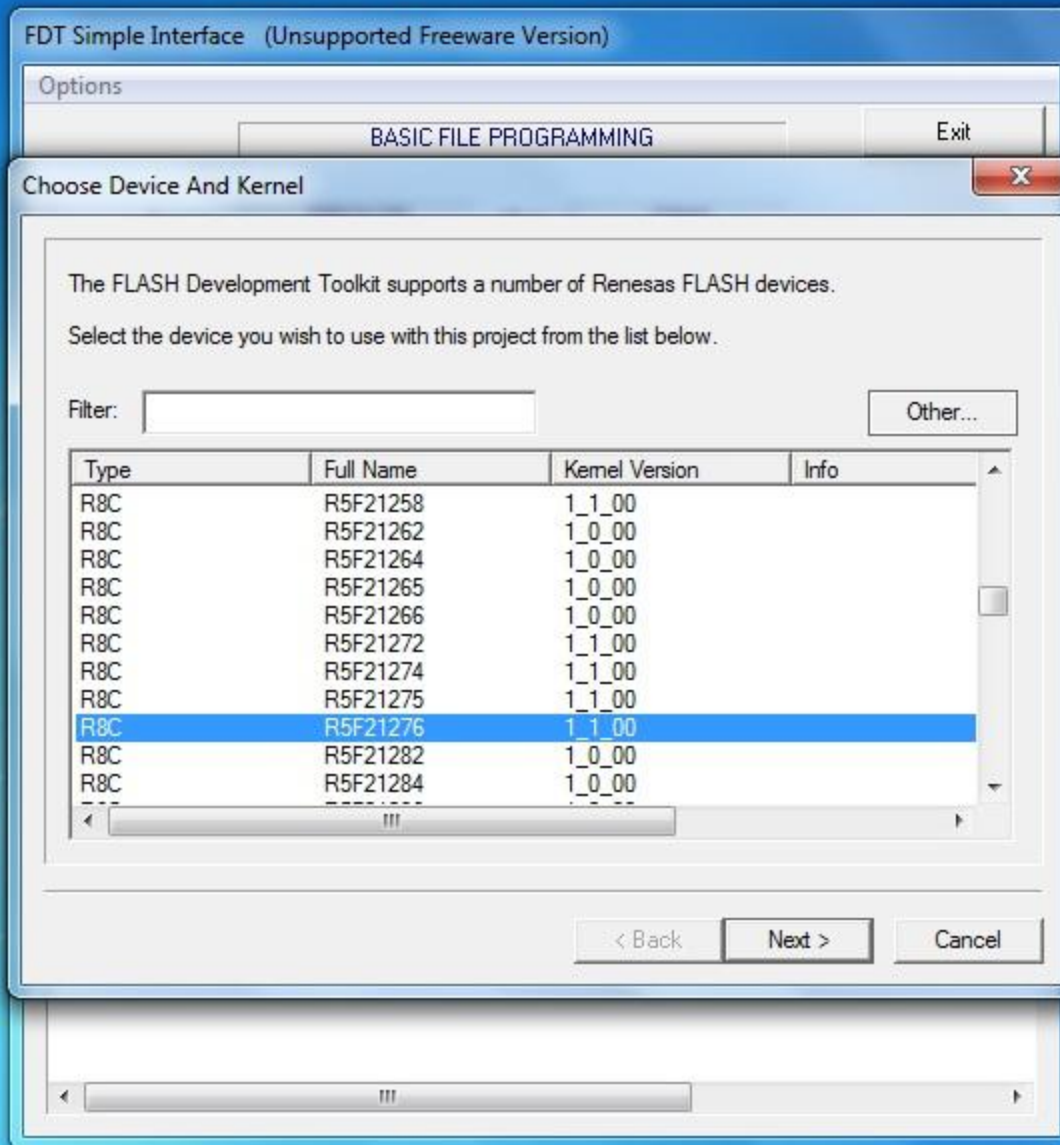 FDT Simple Interface (Unsupported Freeware Version)
Options
BASIC FILE PROGRAMMING
Exit
Choose Device And Kernel
The FLASH Development Toolkit supports a number of Renesas FLASH devices.
Select the device you wish to use with this project from the list below.
Filter:
Other...
Type Full Name Kernel Version Info
R8C R5F21258 1_1_00
R8C R5F21262 1_0_00
R8C R5F21264 1_0_00
R8C R5F21265 1_0_00
R8C R5F21266 1_0_00
R8C R5F21272 1_1_00
R8C R5F21274 1_1_00
R8C R5F21275 1_1_00
R8C R5F21276 1_1_00
R8C R5F21282 1_0_00
R8C R5F21284 1_0_00
< Back Next > Cancel